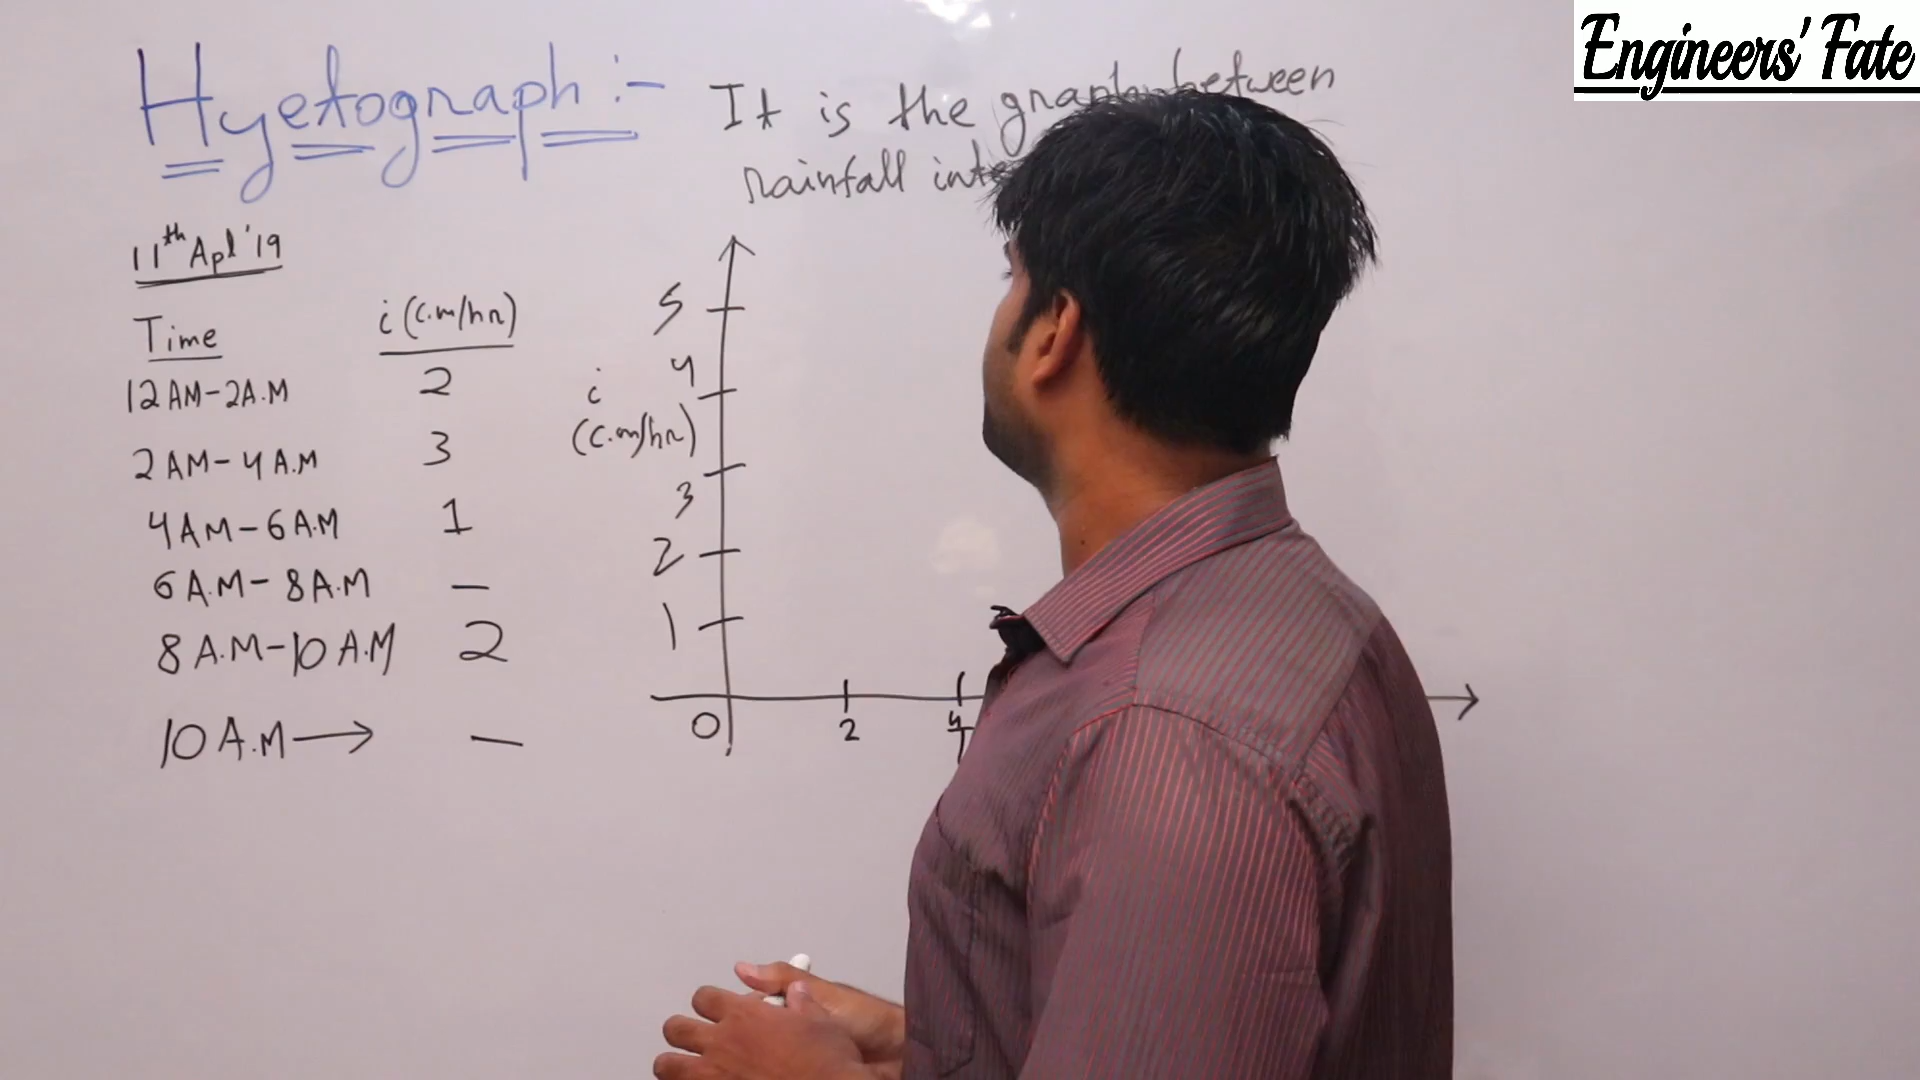 Engineers' Fate
Hyetograph :- It is the graph between
rainfall
11th Apl '19
Time i (c.m/hr)
12 AM-2A.M 2
2 AM-4 A.M 3
4 AM-6 A.M 1
6 A.M-8 A.M —
8 A.M-10 A.M 2
10 A.M → —
5
4
i
(c.m/hr)
3
2
1
0 2 4